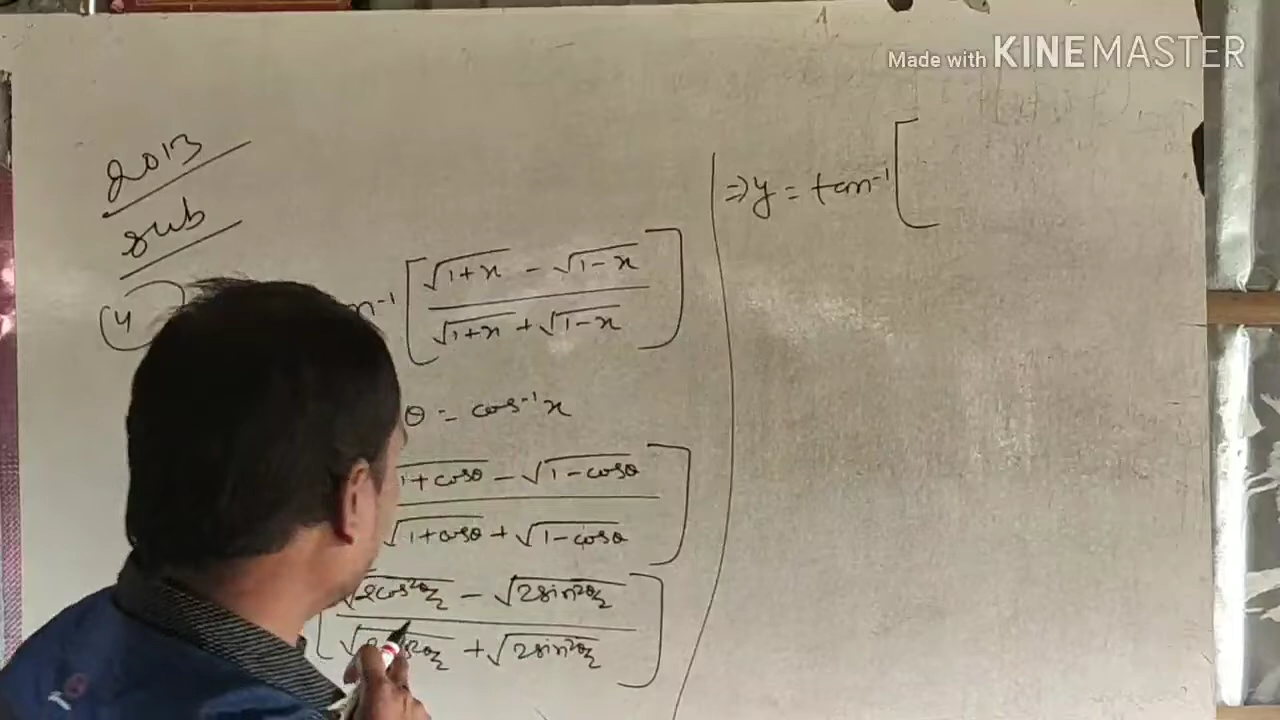 Made with KINEMASTER
2013
sub
(4
n⁻¹ [ (√(1+x) − √(1−x)) / (√(1+x) + √(1−x)) ]
θ = cos⁻¹x
1+cosθ − √(1−cosθ)
√(1+cosθ) + √(1−cosθ) ]
[ √(2cos²θ/2) − √(2sin²θ/2)
√ θ/2 + √(2sin²θ/2) ]
⇒ y = tan⁻¹ [